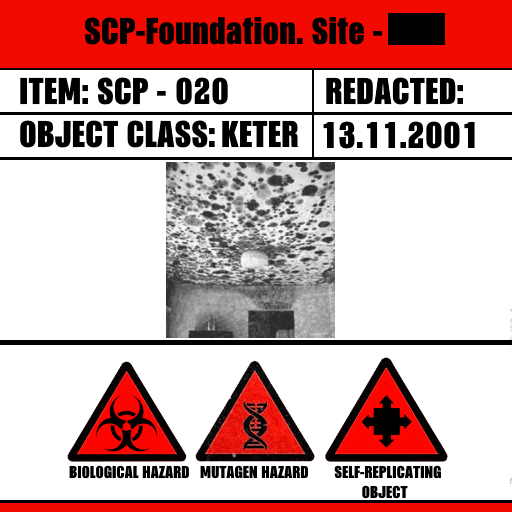 SCP-Foundation. Site -
ITEM: SCP - 020
REDACTED:
OBJECT CLASS: KETER
13.11.2001
BIOLOGICAL HAZARD
MUTAGEN HAZARD
SELF-REPLICATING
OBJECT